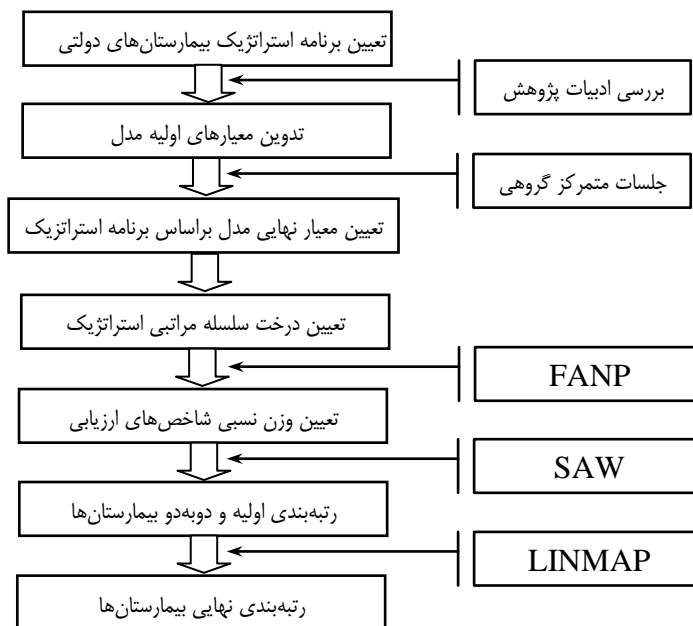 تعیین برنامه استراتژیک بیمارستان‌های دولتی
بررسی ادبیات پژوهش
تدوین معیارهای اولیه مدل
جلسات متمرکز گروهی
تعیین معیار نهایی مدل براساس برنامه استراتزیک
تعیین درخت سلسله مراتبی استراتژیک
FANP
تعیین وزن نسبی شاخص‌های ارزیابی
SAW
رتبه‌بندی اولیه و دوبه‌دو بیمارستان‌ها
LINMAP
رتبه‌بندی نهایی بیمارستان‌ها